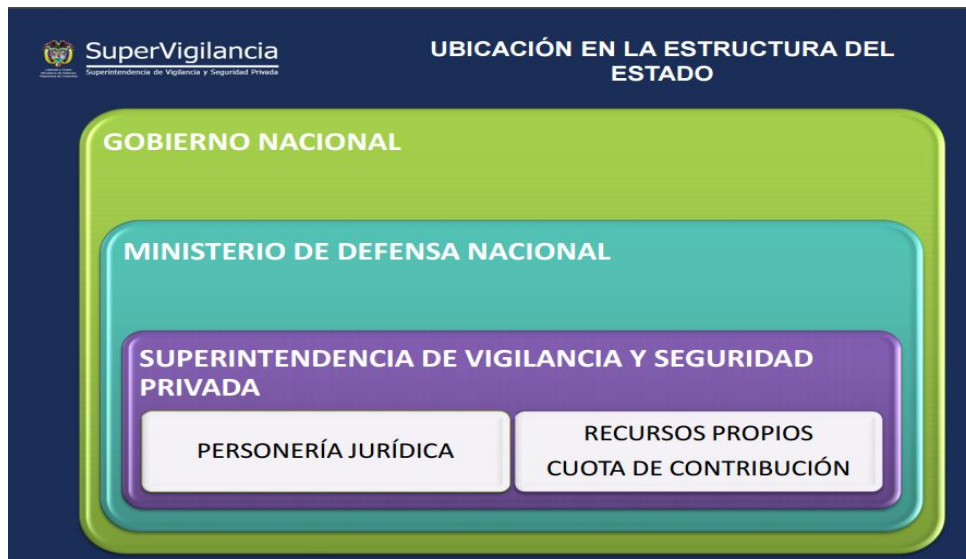 SuperVigilancia
Superintendencia de Vigilancia y Seguridad Privada
UBICACIÓN EN LA ESTRUCTURA DEL
ESTADO
GOBIERNO NACIONAL
MINISTERIO DE DEFENSA NACIONAL
SUPERINTENDENCIA DE VIGILANCIA Y SEGURIDAD
PRIVADA
PERSONERÍA JURÍDICA
RECURSOS PROPIOS
CUOTA DE CONTRIBUCIÓN